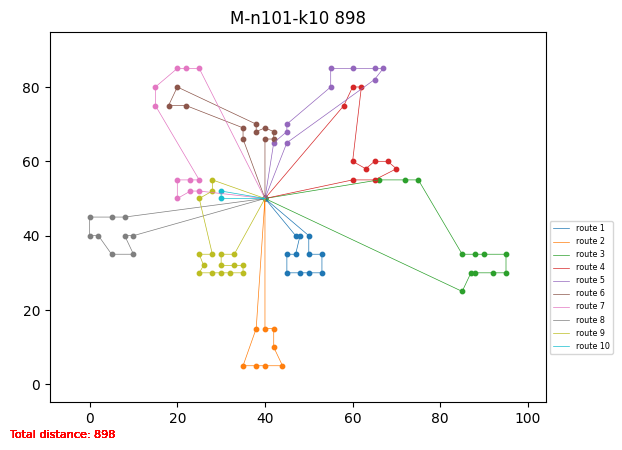 M-n101-k10 898
80
60
40
20
0
0 20 40 60 80 100
route 1
route 2
route 3
route 4
route 5
route 6
route 7
route 8
route 9
route 10
Total distance: 898